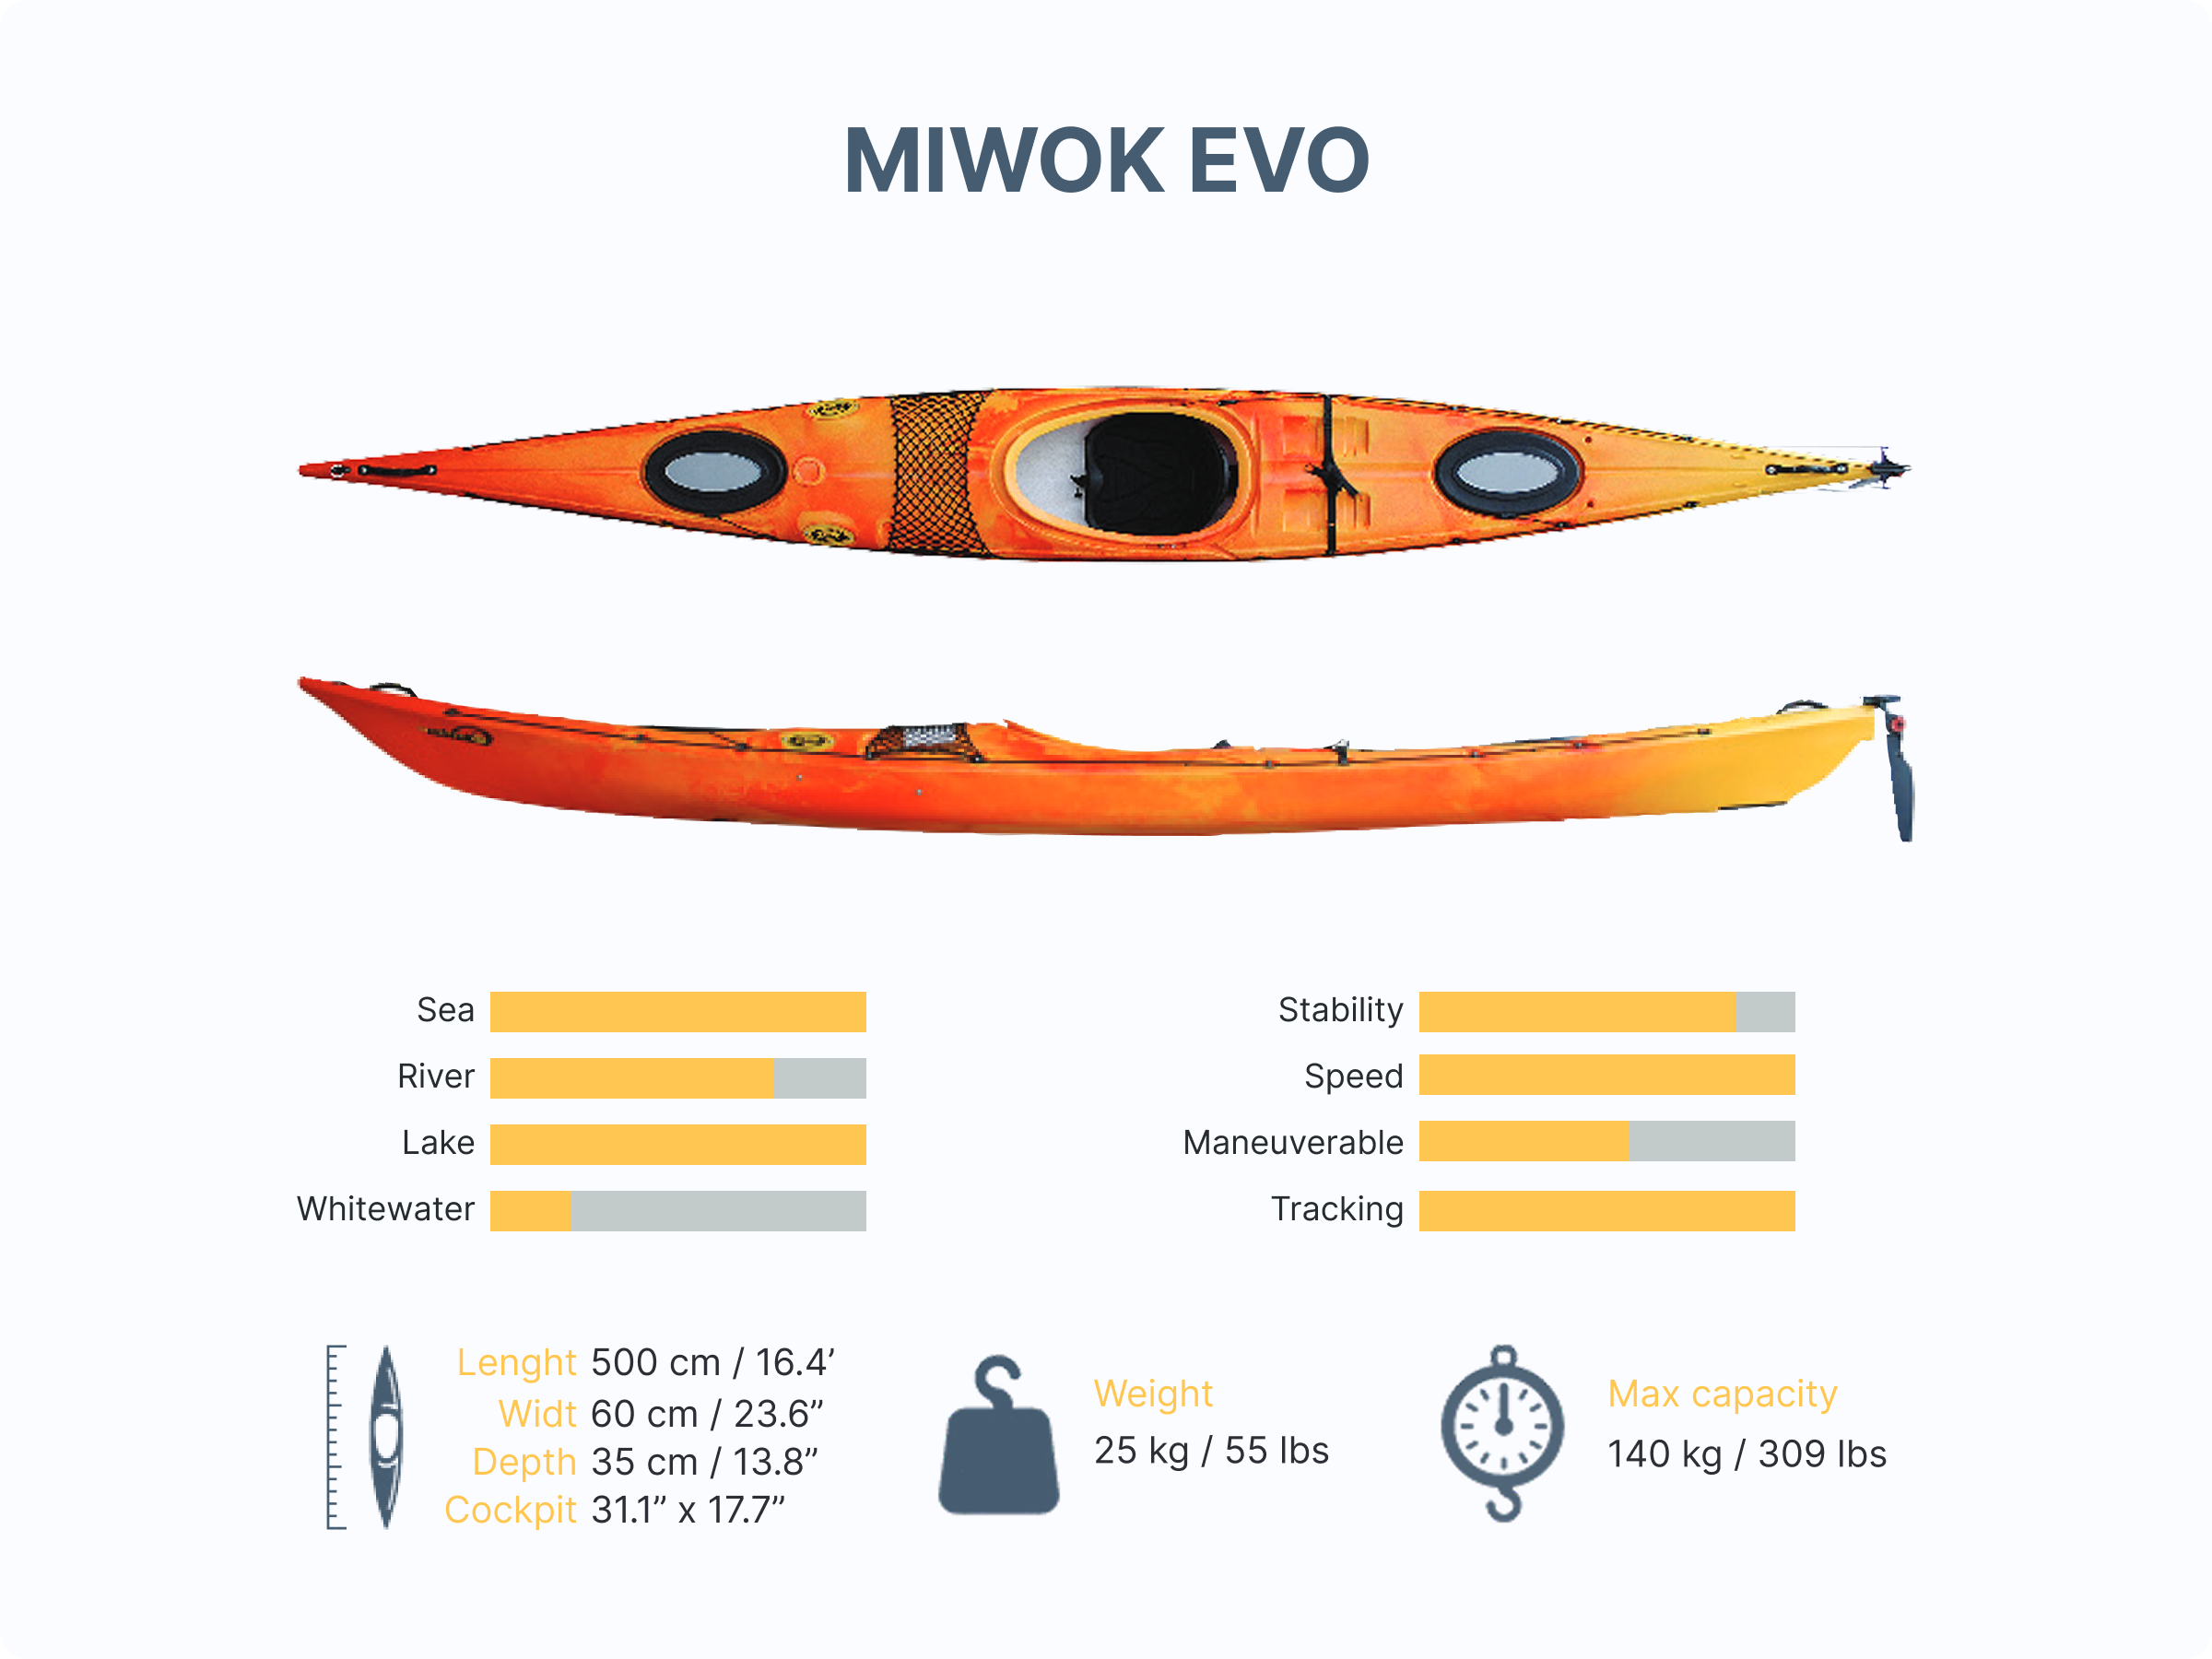 MIWOK EVO
Sea
River
Lake
Whitewater
Stability
Speed
Maneuverable
Tracking
Lenght 500 cm / 16.4’
Widt 60 cm / 23.6”
Depth 35 cm / 13.8”
Cockpit 31.1” x 17.7”
Weight
25 kg / 55 lbs
Max capacity
140 kg / 309 lbs